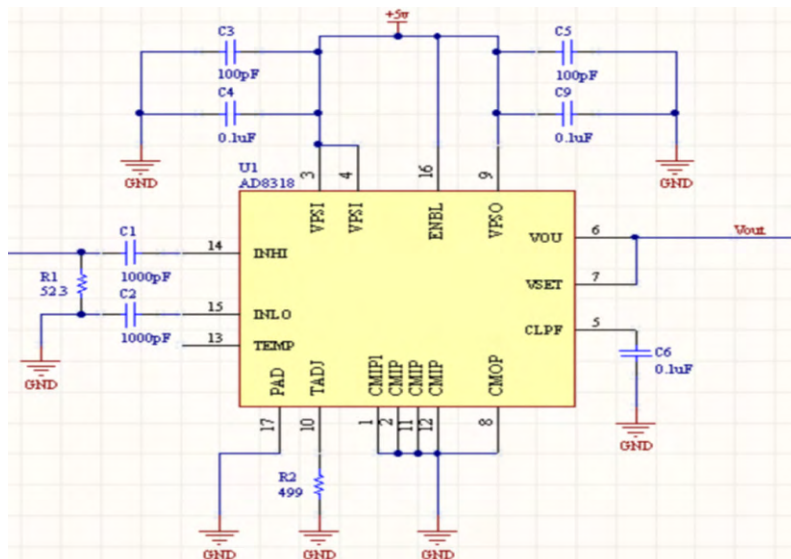 +5v
C3
100pF
C4
0.1uF
GND
C5
100pF
C9
0.1uF
GND
U1
AD8318
3
4
16
9
VPSI
VPSI
ENBL
VPSO
C1
1000pF
14
INHI
R1
523
C2
1000pF
15
INLO
13
TEMP
GND
VOU
6
Vout
VSET
7
CLPF
5
C6
0.1uF
GND
PAD
TADJ
CMIP1
CMIP
CMIP
CMIP
CMOP
17
10
1
2
11
12
8
R2
499
GND
GND
GND